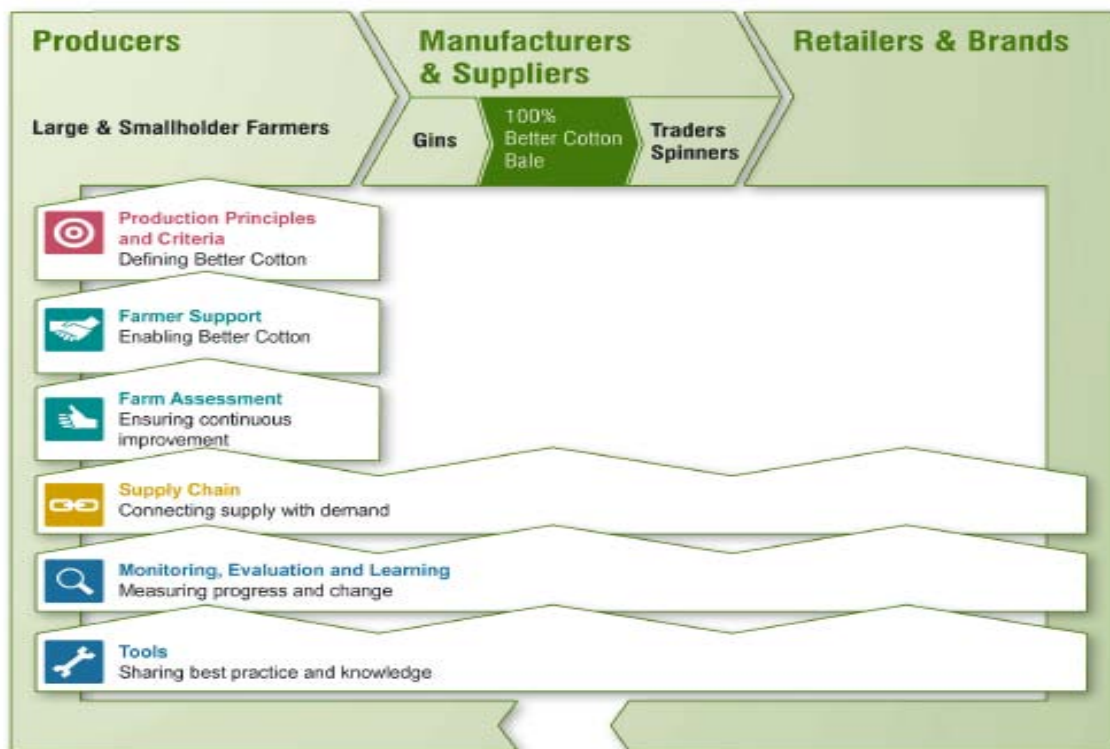 Producers
Manufacturers
& Suppliers
Retailers & Brands
Large & Smallholder Farmers
Gins
100%
Better Cotton
Bale
Traders
Spinners
Production Principles
and Criteria
Defining Better Cotton
Farmer Support
Enabling Better Cotton
Farm Assessment
Ensuring continuous
improvement
Supply Chain
Connecting supply with demand
Monitoring, Evaluation and Learning
Measuring progress and change
Tools
Sharing best practice and knowledge